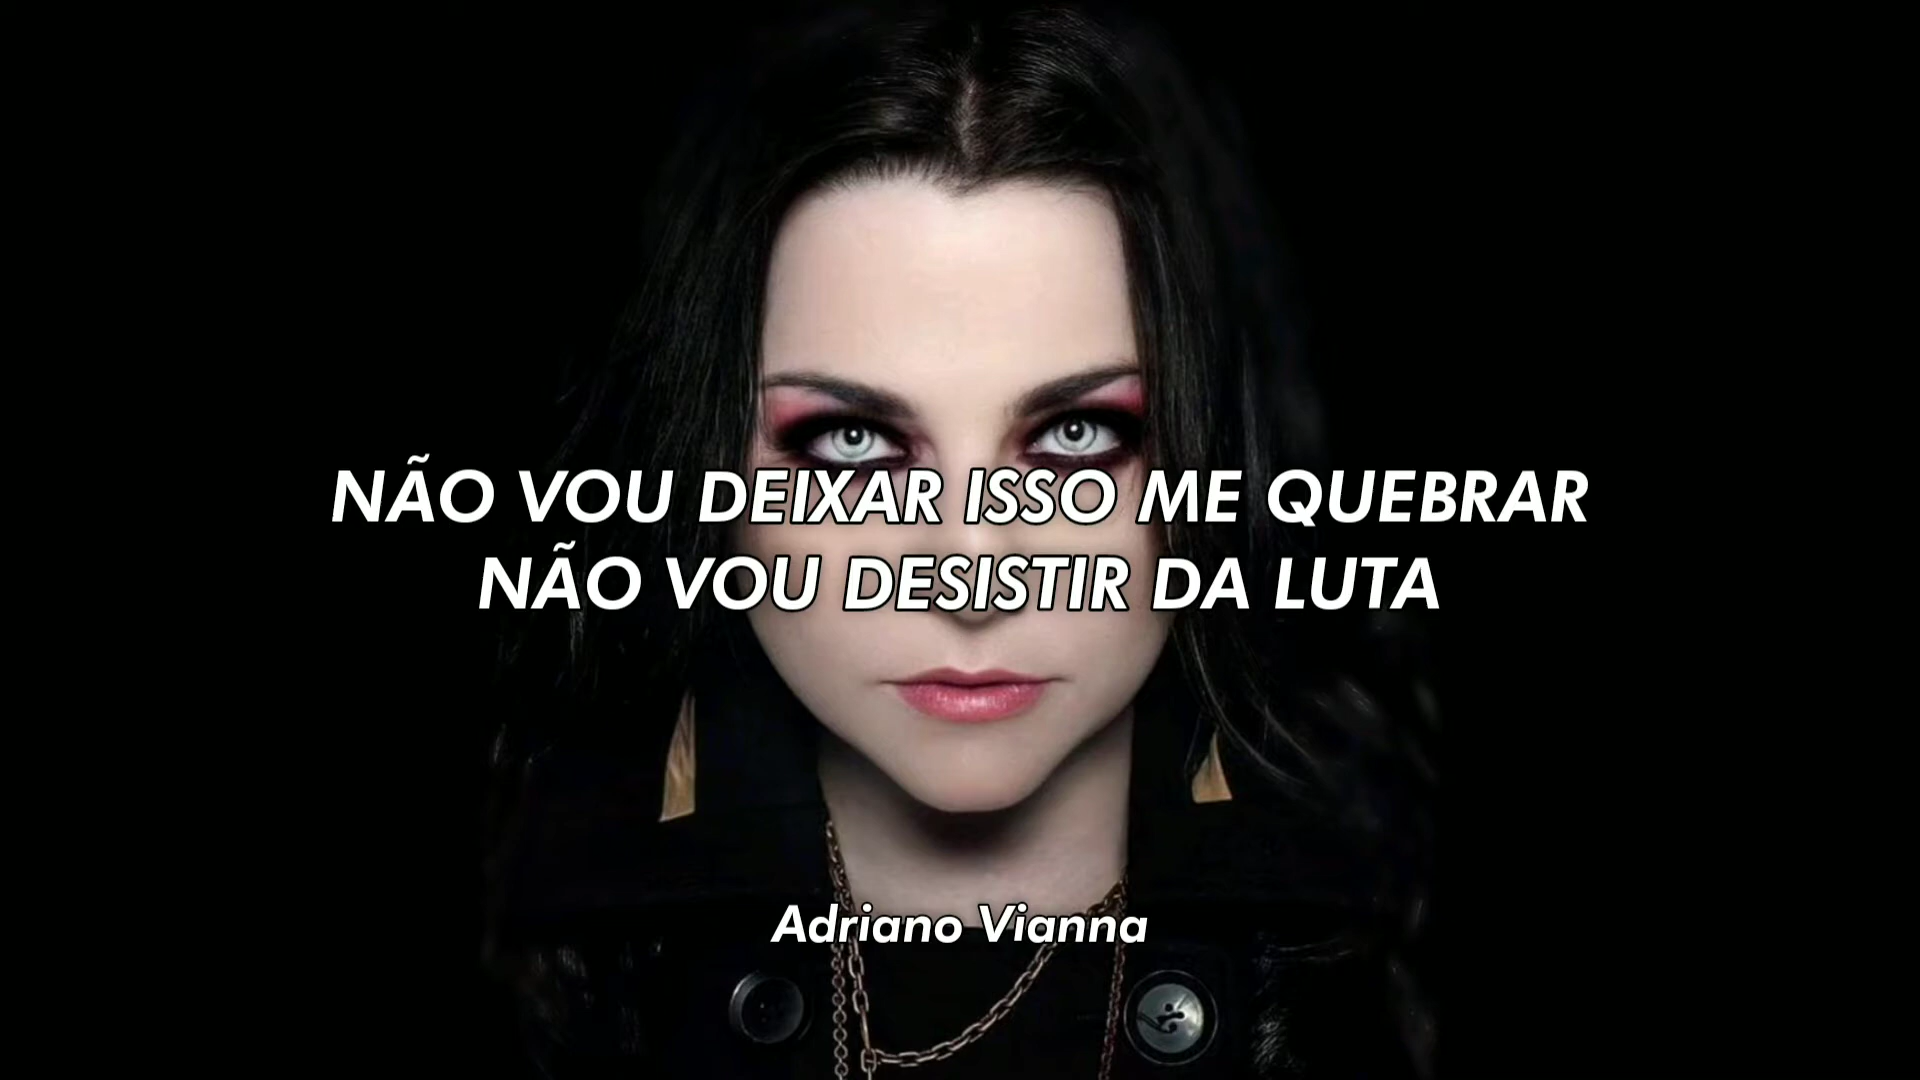 NÃO VOU DEIXAR ISSO ME QUEBRAR
NÃO VOU DESISTIR DA LUTA
Adriano Vianna